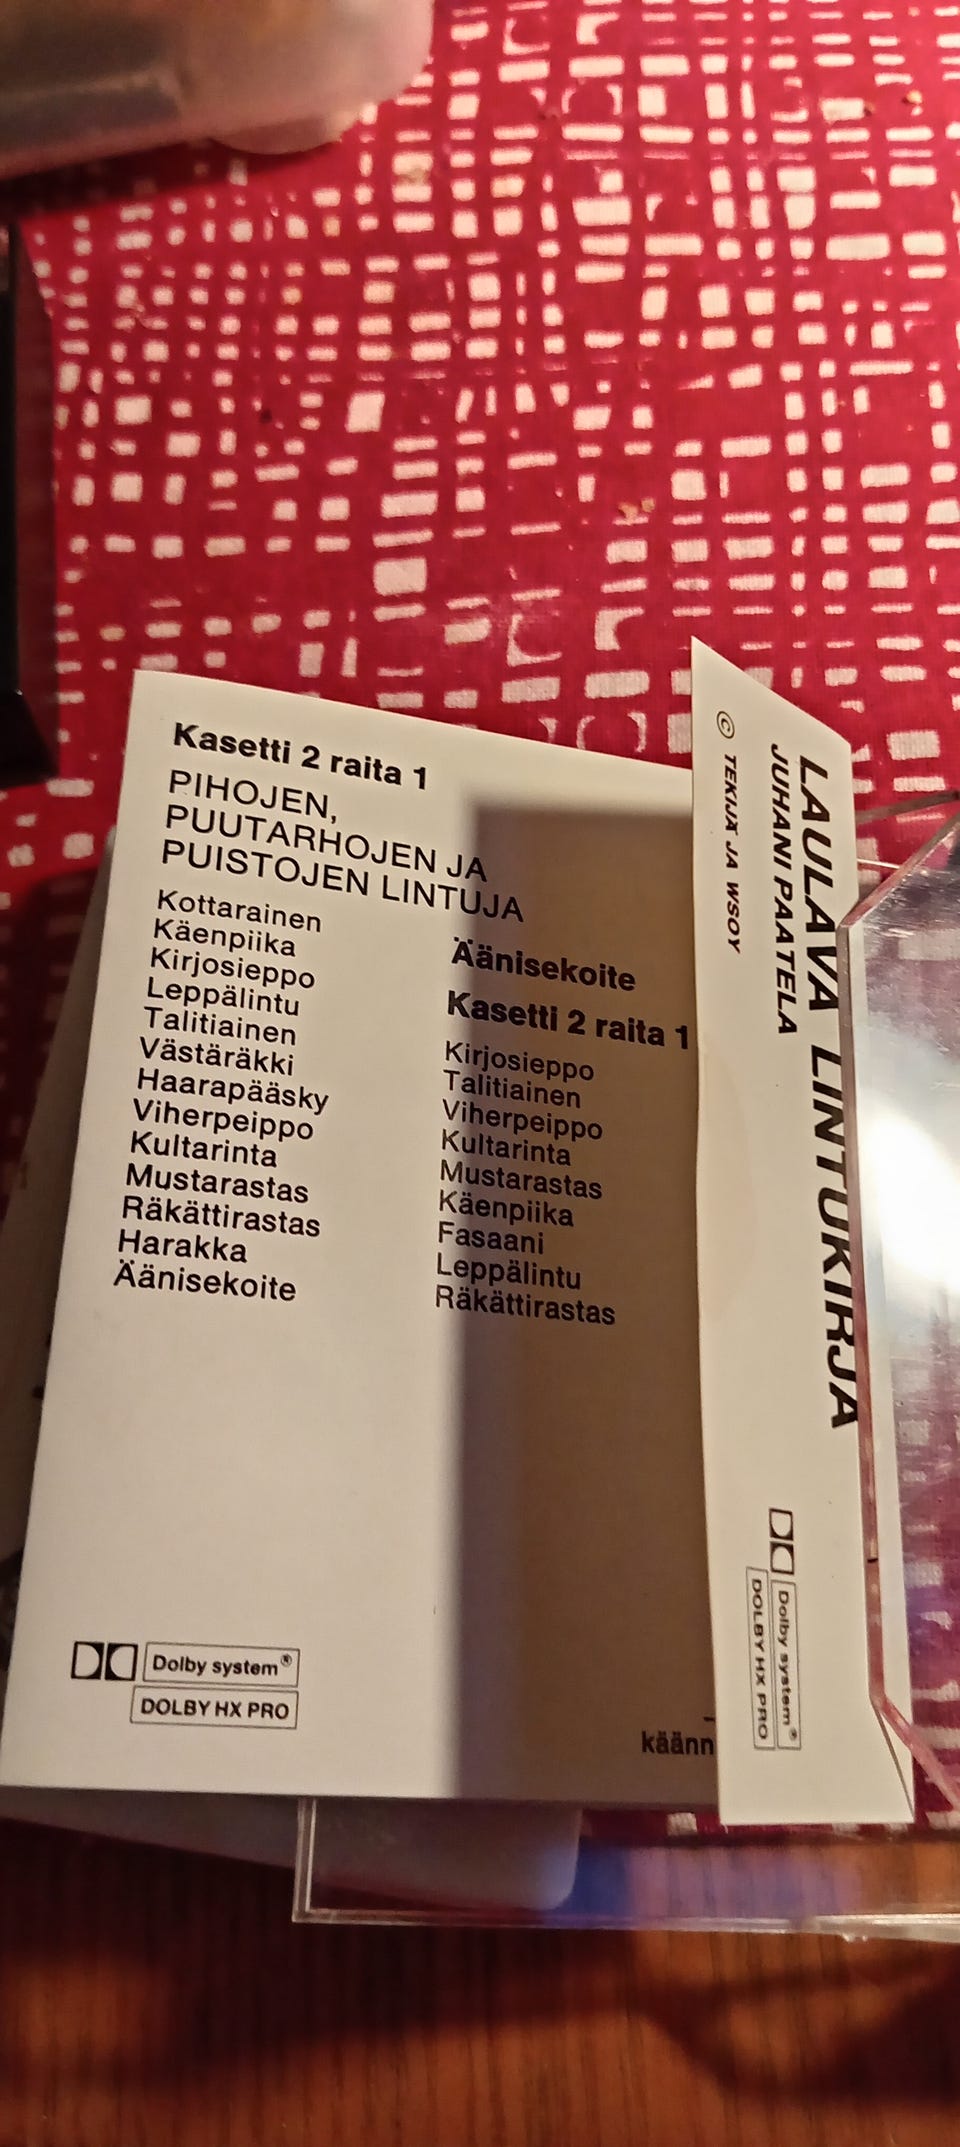 Kasetti 2 raita 1
PIHOJEN,
PUUTARHOJEN JA
PUISTOJEN LINTUJA
Kottarainen
Käenpiika
Kirjosieppo
Leppälintu
Talitiainen
Västäräkki
Haarapääsky
Viherpeippo
Kultarinta
Mustarastas
Räkättirastas
Harakka
Äänisekoite
Dolby system®
DOLBY HX PRO
Äänisekoite
Kasetti 2 raita 1
Kirjosieppo
Talitiainen
Viherpeippo
Kultarinta
Mustarastas
Käenpiika
Fasaani
Leppälintu
Räkättirastas
käänn
LAULAVA LINTUKIRJA
JUHANI PAATELA
© TEKIJÄ JA WSOY
Dolby system®
DOLBY HX PRO